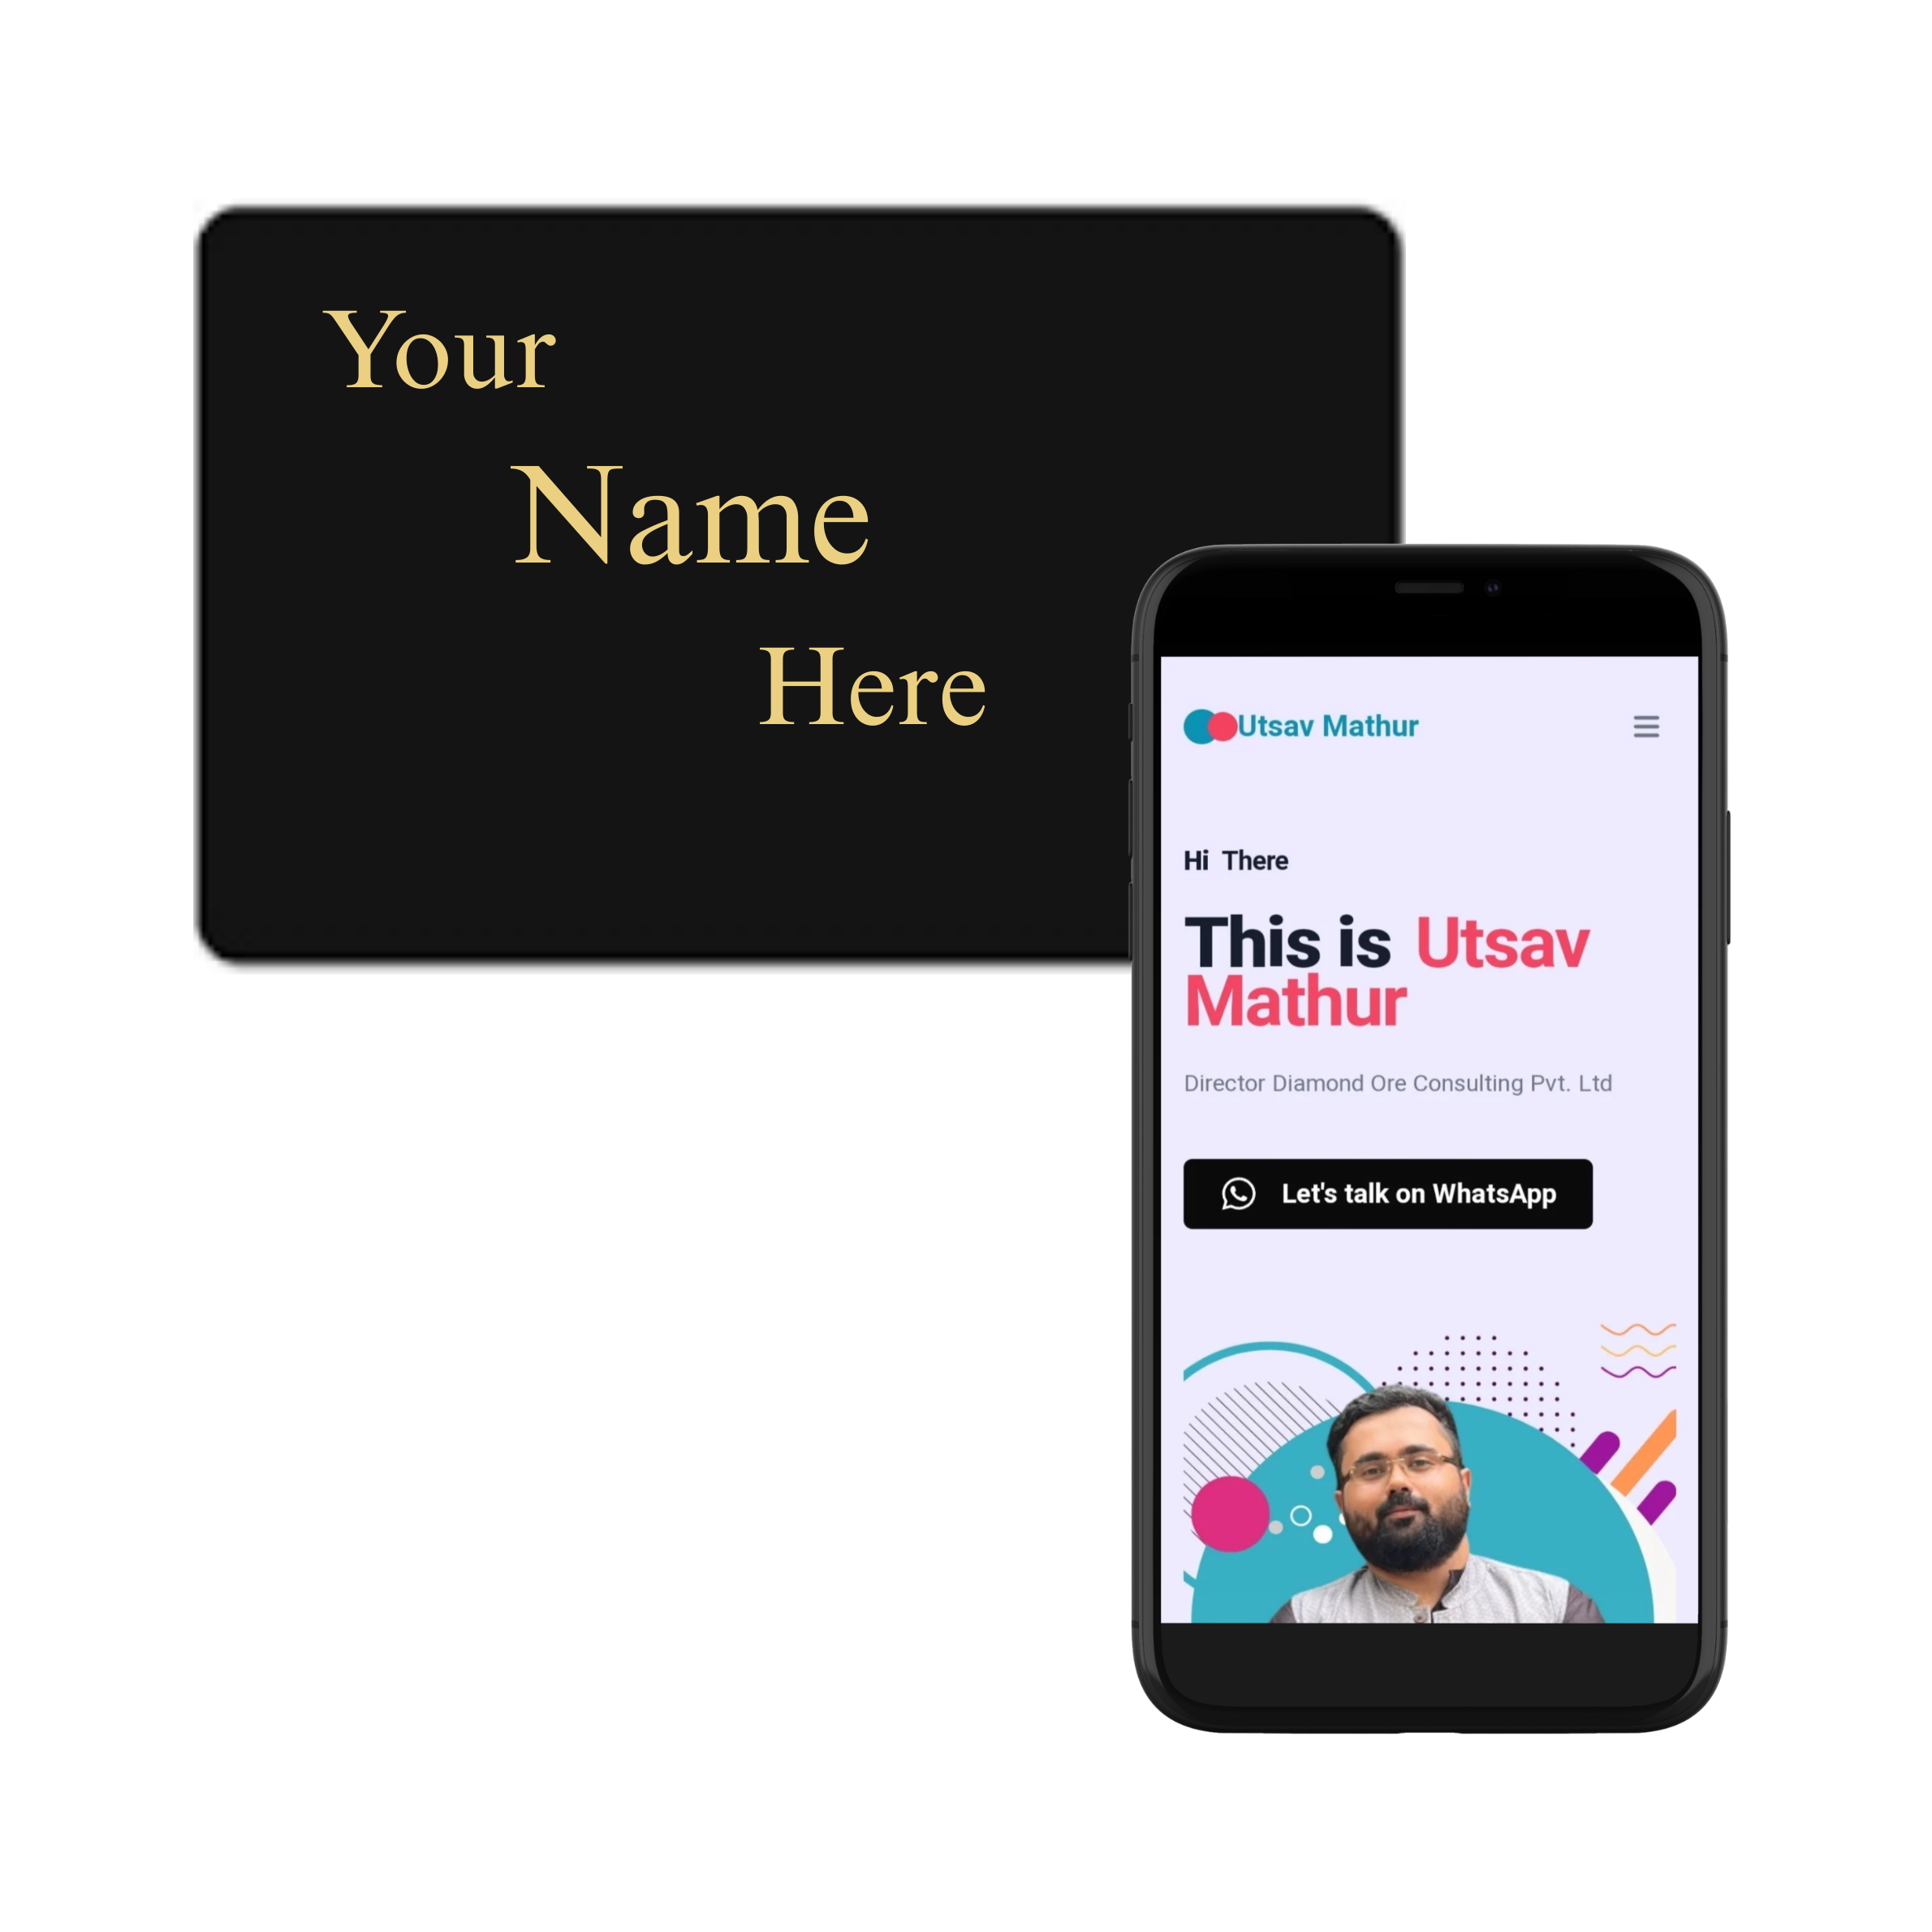 Your
Name
Here
Utsav Mathur
Hi There
This is Utsav
Mathur
Director Diamond Ore Consulting Pvt. Ltd
Let's talk on WhatsApp